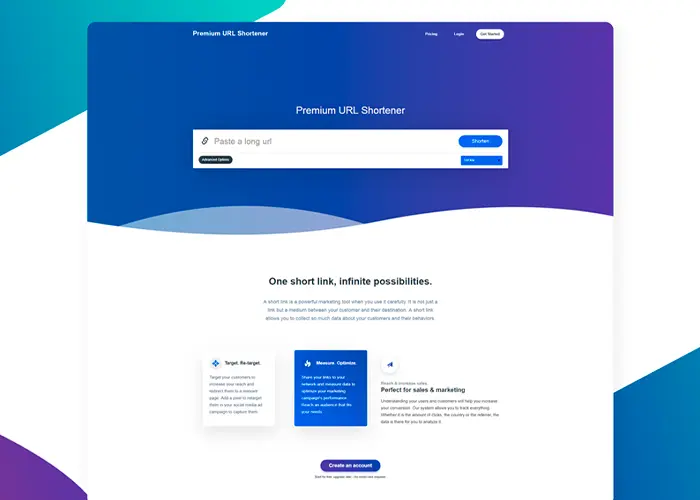 Premium URL Shortener
Pricing
Login
Get Started
Premium URL Shortener
Paste a long url
Shorten
Advanced Options
One short link, infinite possibilities.
A short link is a powerful marketing tool when you use it carefully. It is not just a
link but a medium between your customer and their destination. A short link
allows you to collect so much data about your customers and their behaviors.
Target. Re-target.
Target your customers to
increase your reach and
redirect them to a relevant
page. Add a pixel to retarget
them in your social media ad
campaign to capture them.
Measure. Optimize.
Share your links to your
network and measure data to
optimize your marketing
campaign's performance.
Reach an audience that fits
your needs.
Reach & increase sales.
Perfect for sales & marketing
Understanding your users and customers will help you increase
your conversion. Our system allows you to track everything.
Whether it is the amount of clicks, the country or the referrer, the
data is there for you to analyze it.
Create an account